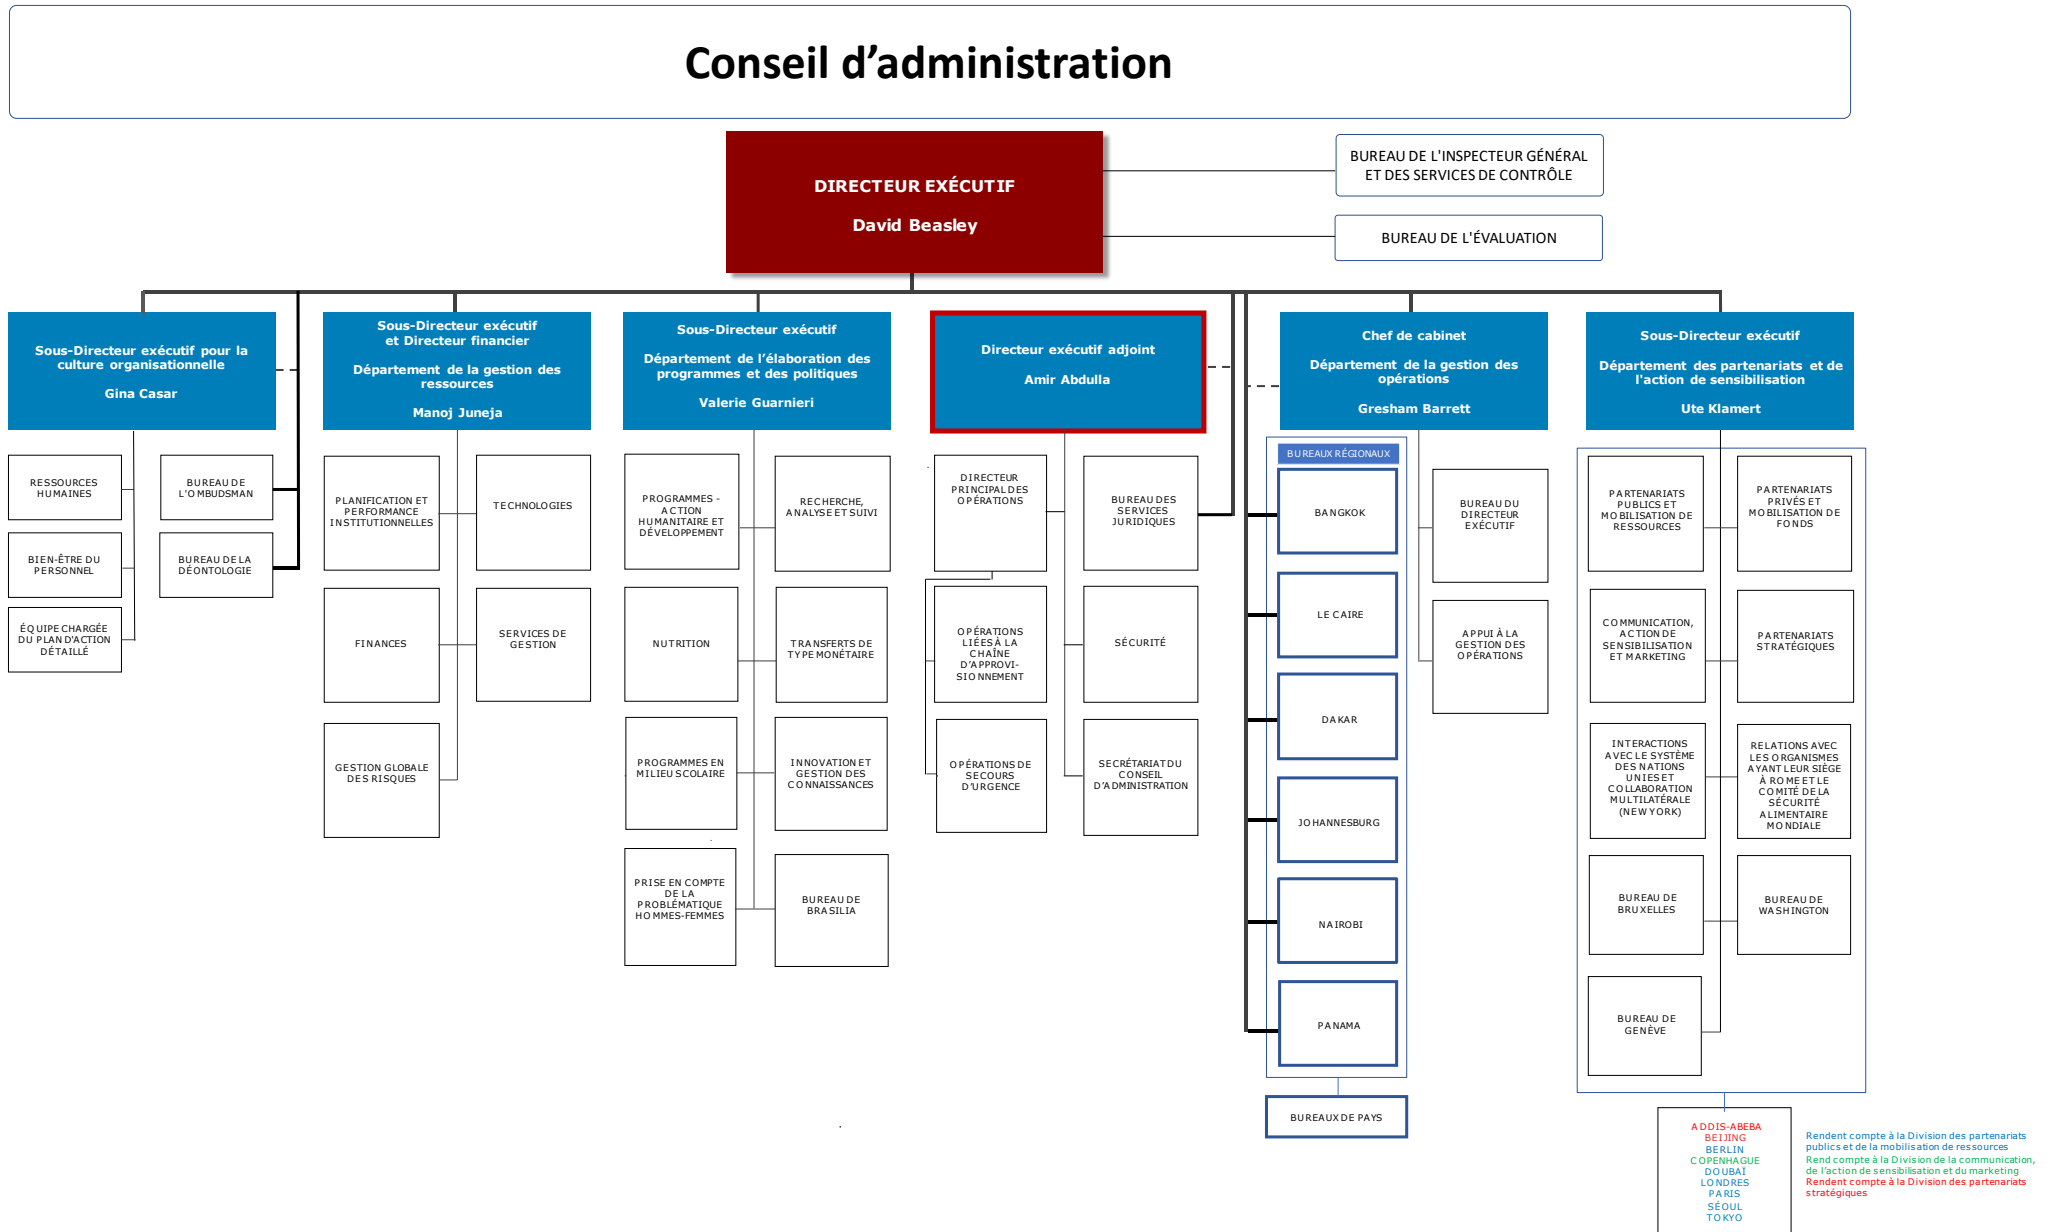 Conseil d'administration
DIRECTEUR EXÉCUTIF
David Beasley
BUREAU DE L'INSPECTEUR GÉNÉRAL
ET DES SERVICES DE CONTRÔLE
BUREAU DE L'ÉVALUATION
Sous-Directeur exécutif pour la
culture organisationnelle
Gina Casar
Sous-Directeur exécutif
et Directeur financier
Département de la gestion des
ressources
Manoj Juneja
Sous-Directeur exécutif
Département de l'élaboration des
programmes et des politiques
Valerie Guarnieri
Directeur exécutif adjoint
Amir Abdulla
Chef de cabinet
Département de la gestion des
opérations
Gresham Barrett
Sous-Directeur exécutif
Département des partenariats et de
l'action de sensibilisation
Ute Klamert
RESSOURCES
HUMAINES
BUREAU DE
L'OMBUDSMAN
BIEN-ÊTRE DU
PERSONNEL
BUREAU DE LA
DÉONTOLOGIE
ÉQUIPE CHARGÉE
DU PLAN D'ACTION
DÉTAILLÉ
PLANIFICATION ET
PERFORMANCE
INSTITUTIONNELLES
TECHNOLOGIES
FINANCES
SERVICES DE
GESTION
GESTION GLOBALE
DES RISQUES
PROGRAMMES -
ACTION
HUMANITAIRE ET
DÉVELOPPEMENT
RECHERCHE,
ANALYSE ET SUIVI
NUTRITION
TRANSFERTS DE
TYPE MONÉTAIRE
PROGRAMMES EN
MILIEU SCOLAIRE
INNOVATION ET
GESTION DES
CONNAISSANCES
PRISE EN COMPTE
DE LA
PROBLÉMATIQUE
HOMMES-FEMMES
BUREAU DE
BRASILIA
DIRECTEUR
PRINCIPAL DES
OPÉRATIONS
BUREAU DES
SERVICES
JURIDIQUES
OPÉRATIONS
LIÉES À LA
CHAÎNE
D'APPROVI-
SIONNEMENT
SÉCURITÉ
OPÉRATIONS DE
SECOURS
D'URGENCE
SECRÉTARIAT DU
CONSEIL
D'ADMINISTRATION
BUREAUX RÉGIONAUX
BANGKOK
LE CAIRE
DAKAR
JOHANNESBURG
NAIROBI
PANAMA
BUREAUX DE PAYS
BUREAU DU
DIRECTEUR
EXÉCUTIF
APPUI À LA
GESTION DES
OPÉRATIONS
PARTENARIATS
PUBLICS ET
MOBILISATION DE
RESSOURCES
PARTENARIATS
PRIVÉS ET
MOBILISATION DE
FONDS
COMMUNICATION,
ACTION DE
SENSIBILISATION
ET MARKETING
PARTENARIATS
STRATÉGIQUES
INTERACTIONS
AVEC LE SYSTÈME
DES NATIONS
UNIES ET
COLLABORATION
MULTILATÉRALE
(NEW YORK)
RELATIONS AVEC
LES ORGANISMES
AYANT LEUR SIÈGE
À ROME ET LE
COMITÉ DE LA
SÉCURITÉ
ALIMENTAIRE
MONDIALE
BUREAU DE
BRUXELLES
BUREAU DE
WASHINGTON
BUREAU DE
GENÈVE
ADDIS-ABEBA
BEIJING
BERLIN
COPENHAGUE
DOUBAÏ
LONDRES
PARIS
SÉOUL
TOKYO
Rendent compte à la Division des partenariats
publics et de la mobilisation de ressources
Rend compte à la Division de la communication,
de l'action de sensibilisation et du marketing
Rendent compte à la Division des partenariats
stratégiques